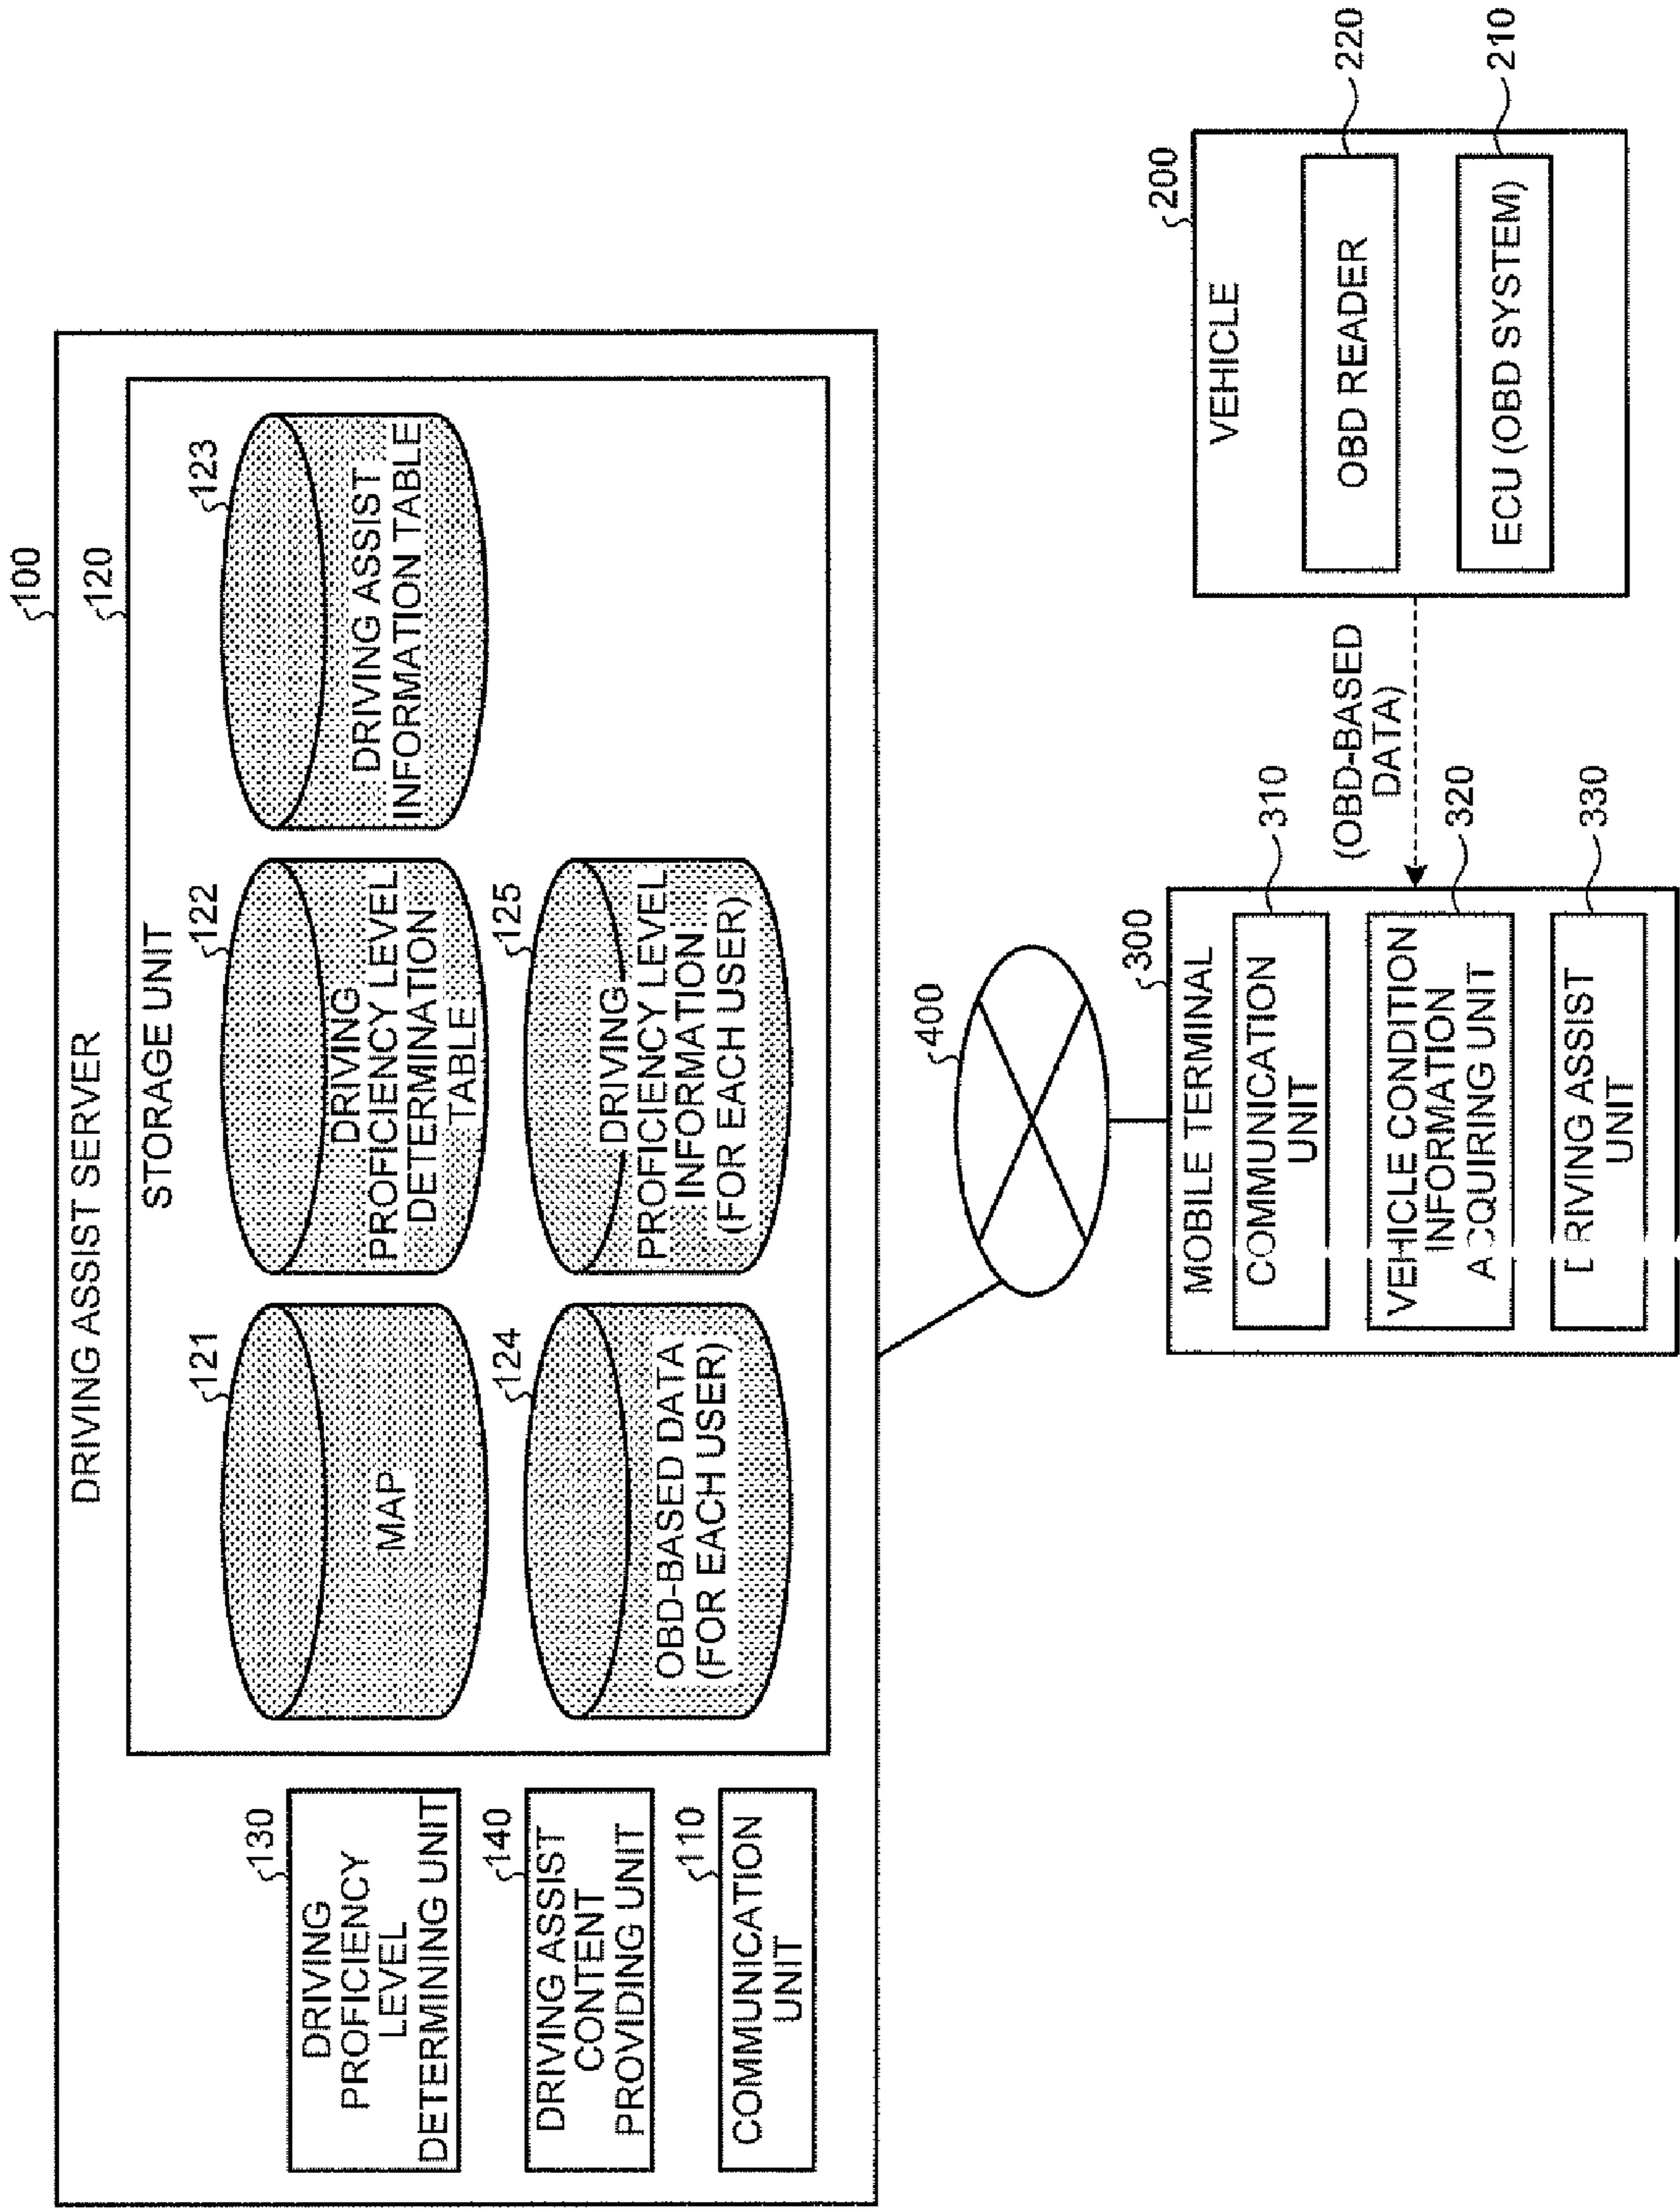 100
DRIVING ASSIST SERVER
120
STORAGE UNIT
130
DRIVING
PROFICIENCY
LEVEL
DETERMINING UNIT
140
DRIVING ASSIST
CONTENT
PROVIDING UNIT
110
COMMUNICATION
UNIT
121
MAP
122
DRIVING
PROFICIENCY LEVEL
DETERMINATION
TABLE
123
DRIVING ASSIST
INFORMATION TABLE
124
OBD-BASED DATA
(FOR EACH USER)
125
DRIVING
PROFICIENCY LEVEL
INFORMATION
(FOR EACH USER)
400
300
MOBILE TERMINAL
COMMUNICATION
UNIT
310
VEHICLE CONDITION
INFORMATION
ACQUIRING UNIT
320
DRIVING ASSIST
UNIT
330
(OBD-BASED
DATA)
200
VEHICLE
OBD READER
220
ECU (OBD SYSTEM)
210